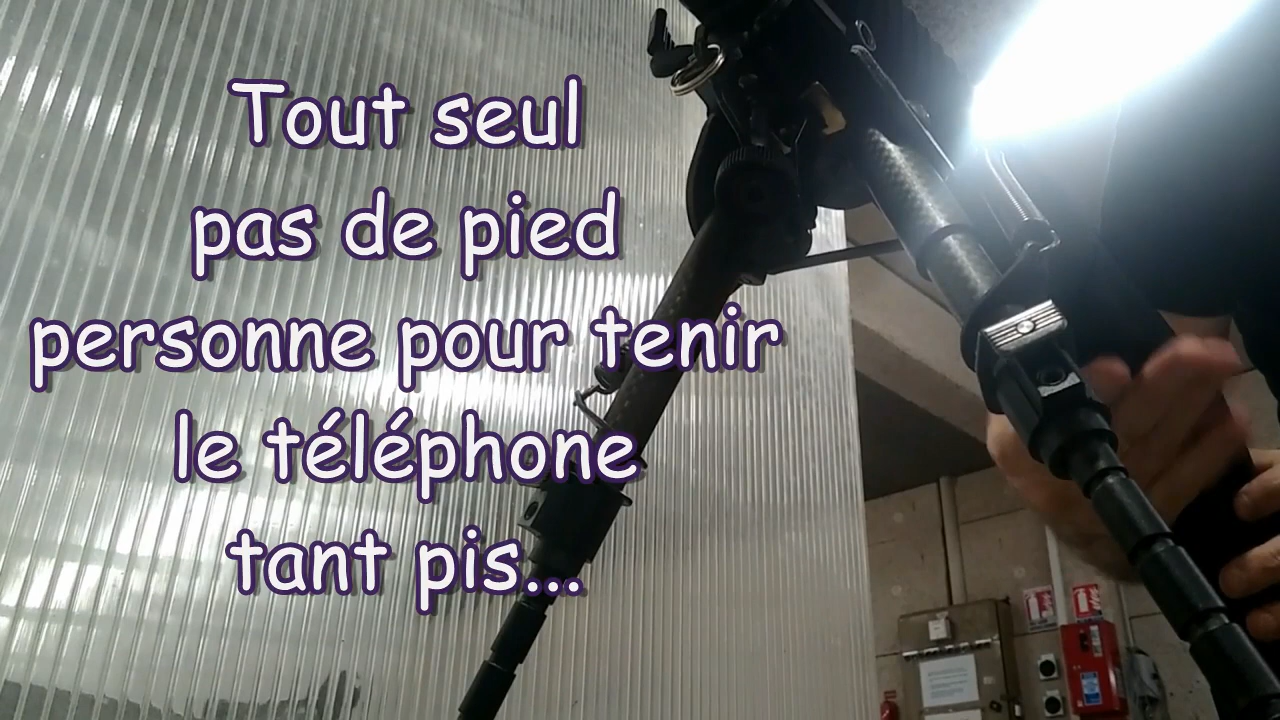 Tout seul
pas de pied
personne pour tenir
le téléphone
tant pis...